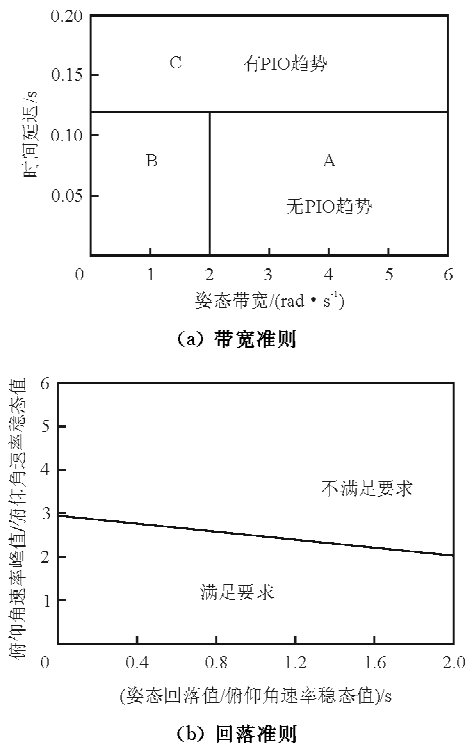 0.20
C
有PIO趋势
0.15
时间延迟/s
0.10
B
A
0.05
无PIO趋势
0 1 2 3 4 5 6
姿态带宽/(rad·s⁻¹)
(a) 带宽准则
6
5
4
不满足要求
3
俯仰角速率峰值//俯仰角速率稳态值
2
满足要求
1
0 0.4 0.8 1.2 1.6 2.0
(姿态回落值/俯仰角速率稳态值)/s
(b) 回落准则